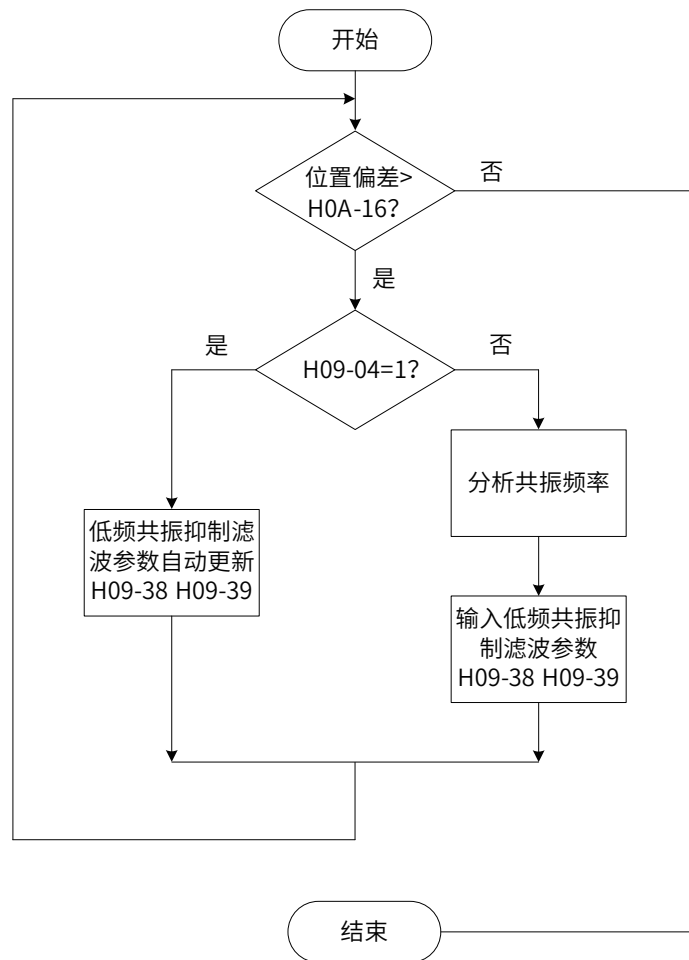 开始
位置偏差>
H0A-16？
否
是
是
否
H09-04=1？
分析共振频率
低频共振抑制滤
波参数自动更新
H09-38 H09-39
输入低频共振抑
制滤波参数
H09-38 H09-39
结束